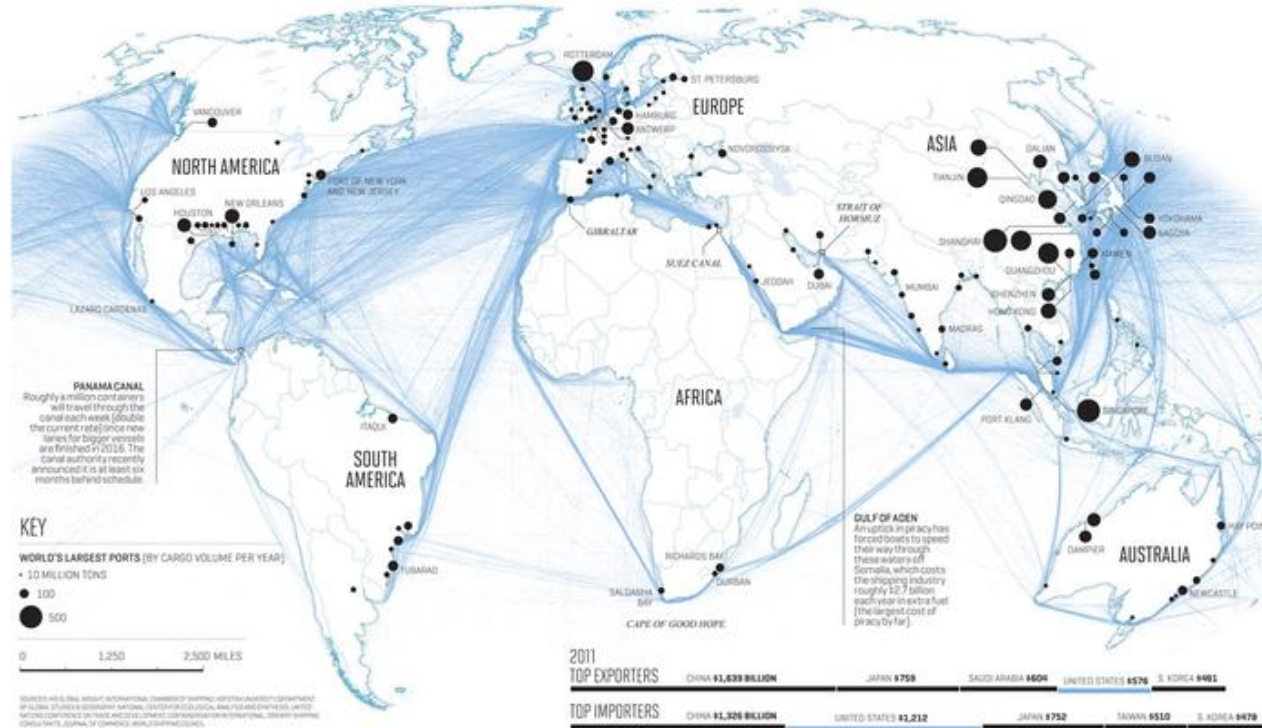 ROTTERDAM
ST. PETERSBURG
EUROPE
HAMBURG
ANTWERP
NOVOROSSIYSK
VANCOUVER
NORTH AMERICA
PORT OF NEW YORK
AND NEW JERSEY
LOS ANGELES
HOUSTON
NEW ORLEANS
LAZARO CARDENAS
GIBRALTAR
SUEZ CANAL
STRAIT OF
HORMUZ
JEDDAH
DUBAI
MUMBAI
MADRAS
ASIA
DALIAN
BUSAN
TIANJIN
QINGDAO
YOKOHAMA
NAGOYA
SHANGHAI
XIAMEN
GUANGZHOU
SHENZHEN
HONG KONG
PORT KLANG
SINGAPORE
AFRICA
PANAMA CANAL
Roughly a million containers
will travel through the
canal each week (double
the current rate) once new
lanes for bigger vessels
are finished in 2016. The
canal authority recently
announced it is at least six
months behind schedule.
ITAQUI
SOUTH
AMERICA
TUBARAO
RICHARDS BAY
DURBAN
SALDANHA
BAY
CAPE OF GOOD HOPE
GULF OF ADEN
An uptick in piracy has
forced boats to speed
their way through
these waters off
Somalia, which costs
the shipping industry
roughly $2.7 billion
each year in extra fuel
(the largest cost of
piracy by far).
HAY POINT
DAMPIER
AUSTRALIA
NEWCASTLE
KEY
WORLD'S LARGEST PORTS (BY CARGO VOLUME PER YEAR)
10 MILLION TONS
100
500
0 1,250 2,500 MILES
2011
TOP EXPORTERS CHINA $1,639 BILLION JAPAN $759 SAUDI ARABIA $604 UNITED STATES $576 S. KOREA $461
TOP IMPORTERS CHINA $1,326 BILLION UNITED STATES $1,212 JAPAN $752 TAIWAN $510 S. KOREA $479